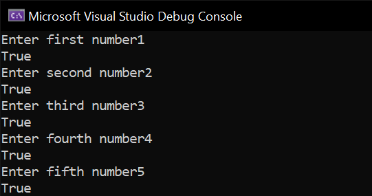 Microsoft Visual Studio Debug Console
Enter first number1
True
Enter second number2
True
Enter third number3
True
Enter fourth number4
True
Enter fifth number5
True